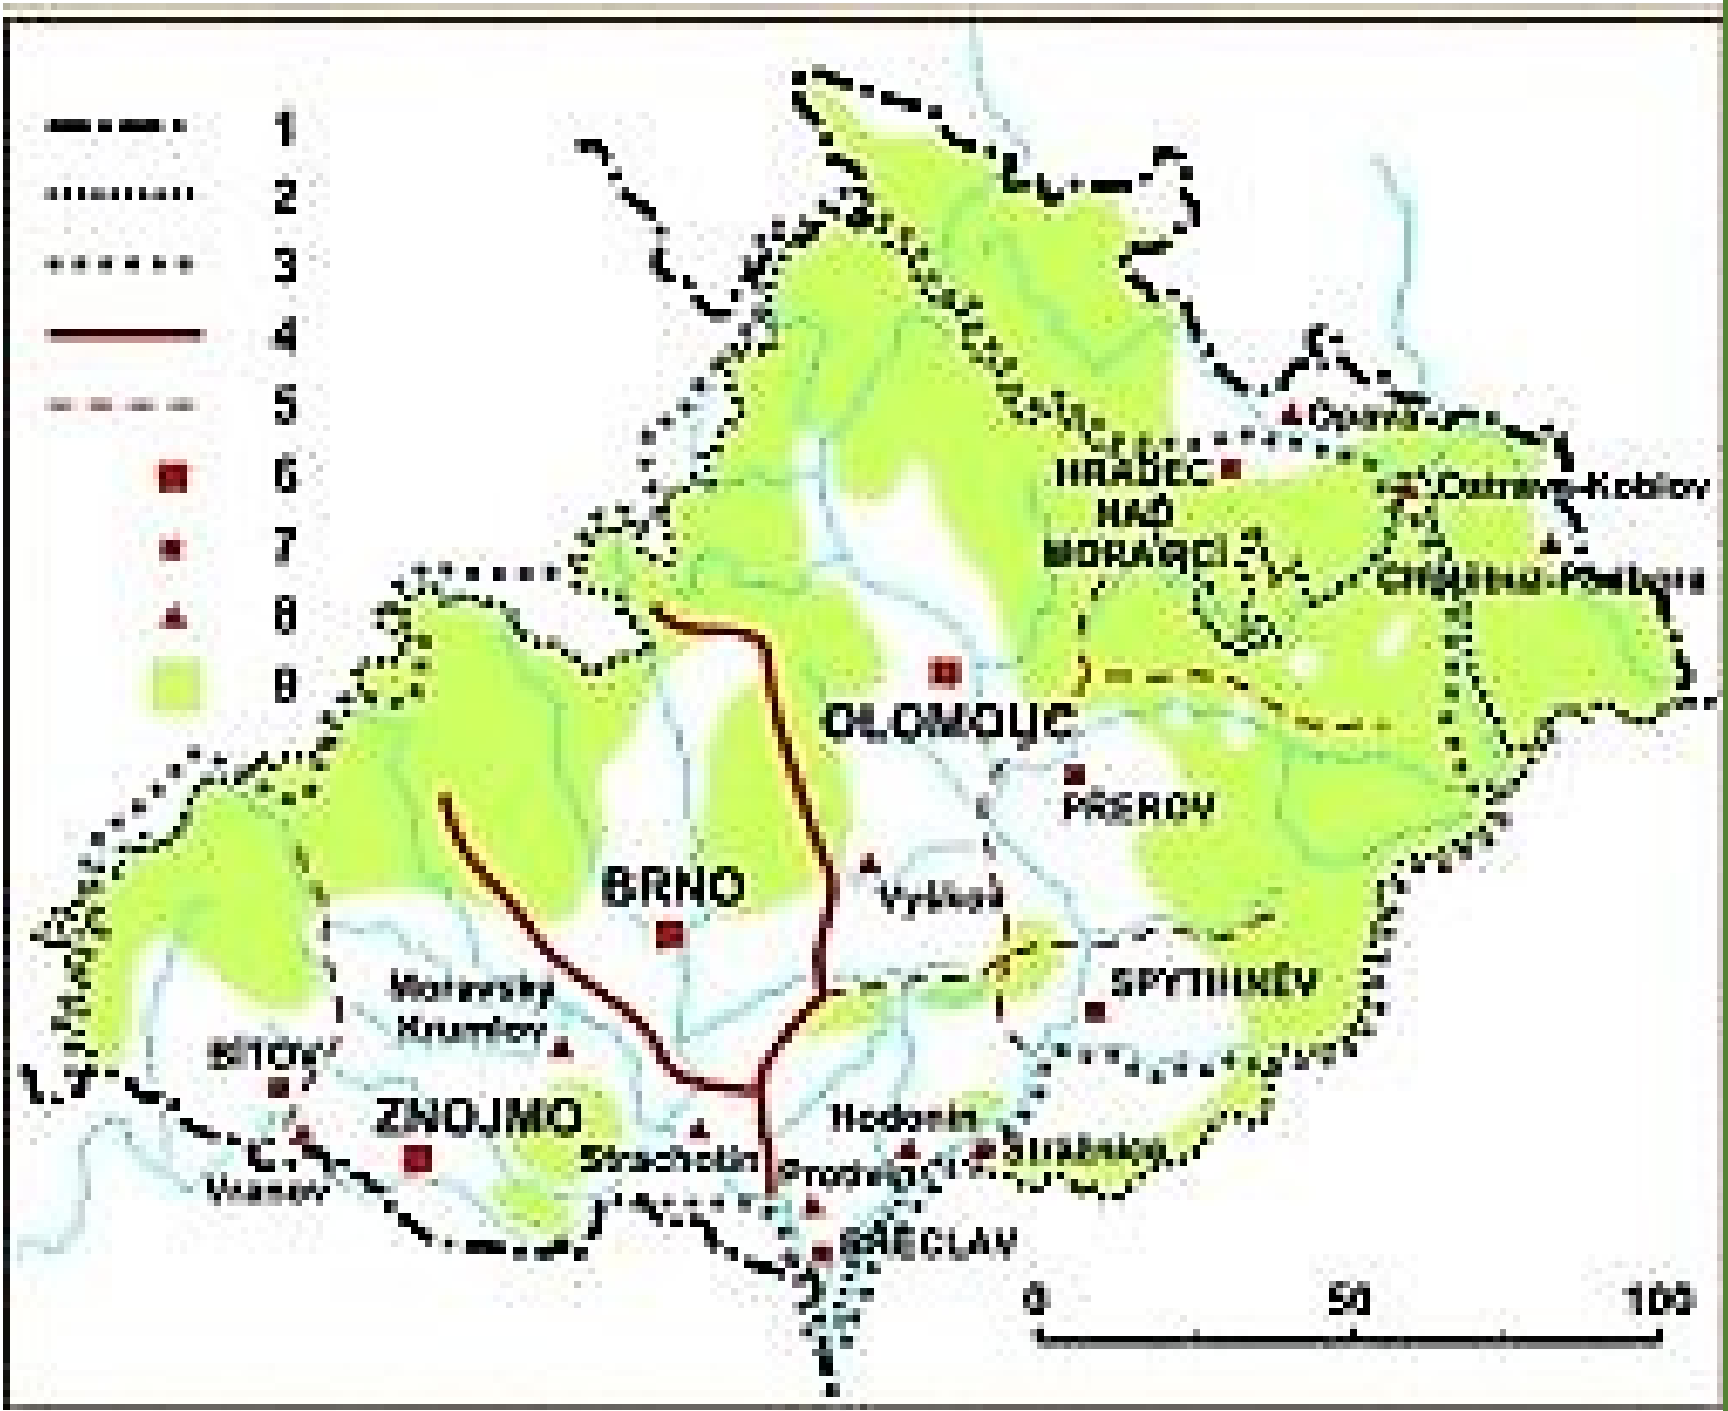 1
2
3
4
5
6
7
8
9
Opava
HRADEC
NAD
MORAVICÍ
Ostrava-Koblov
OLOMOUC
PŘEROV
BRNO
Vyškov
SPYTIHNĚV
Moravský
Krumlov
BÍTOV
ZNOJMO
Hodonín
Strachotín
Strážnice
Vranov
BŘECLAV
0 50 100